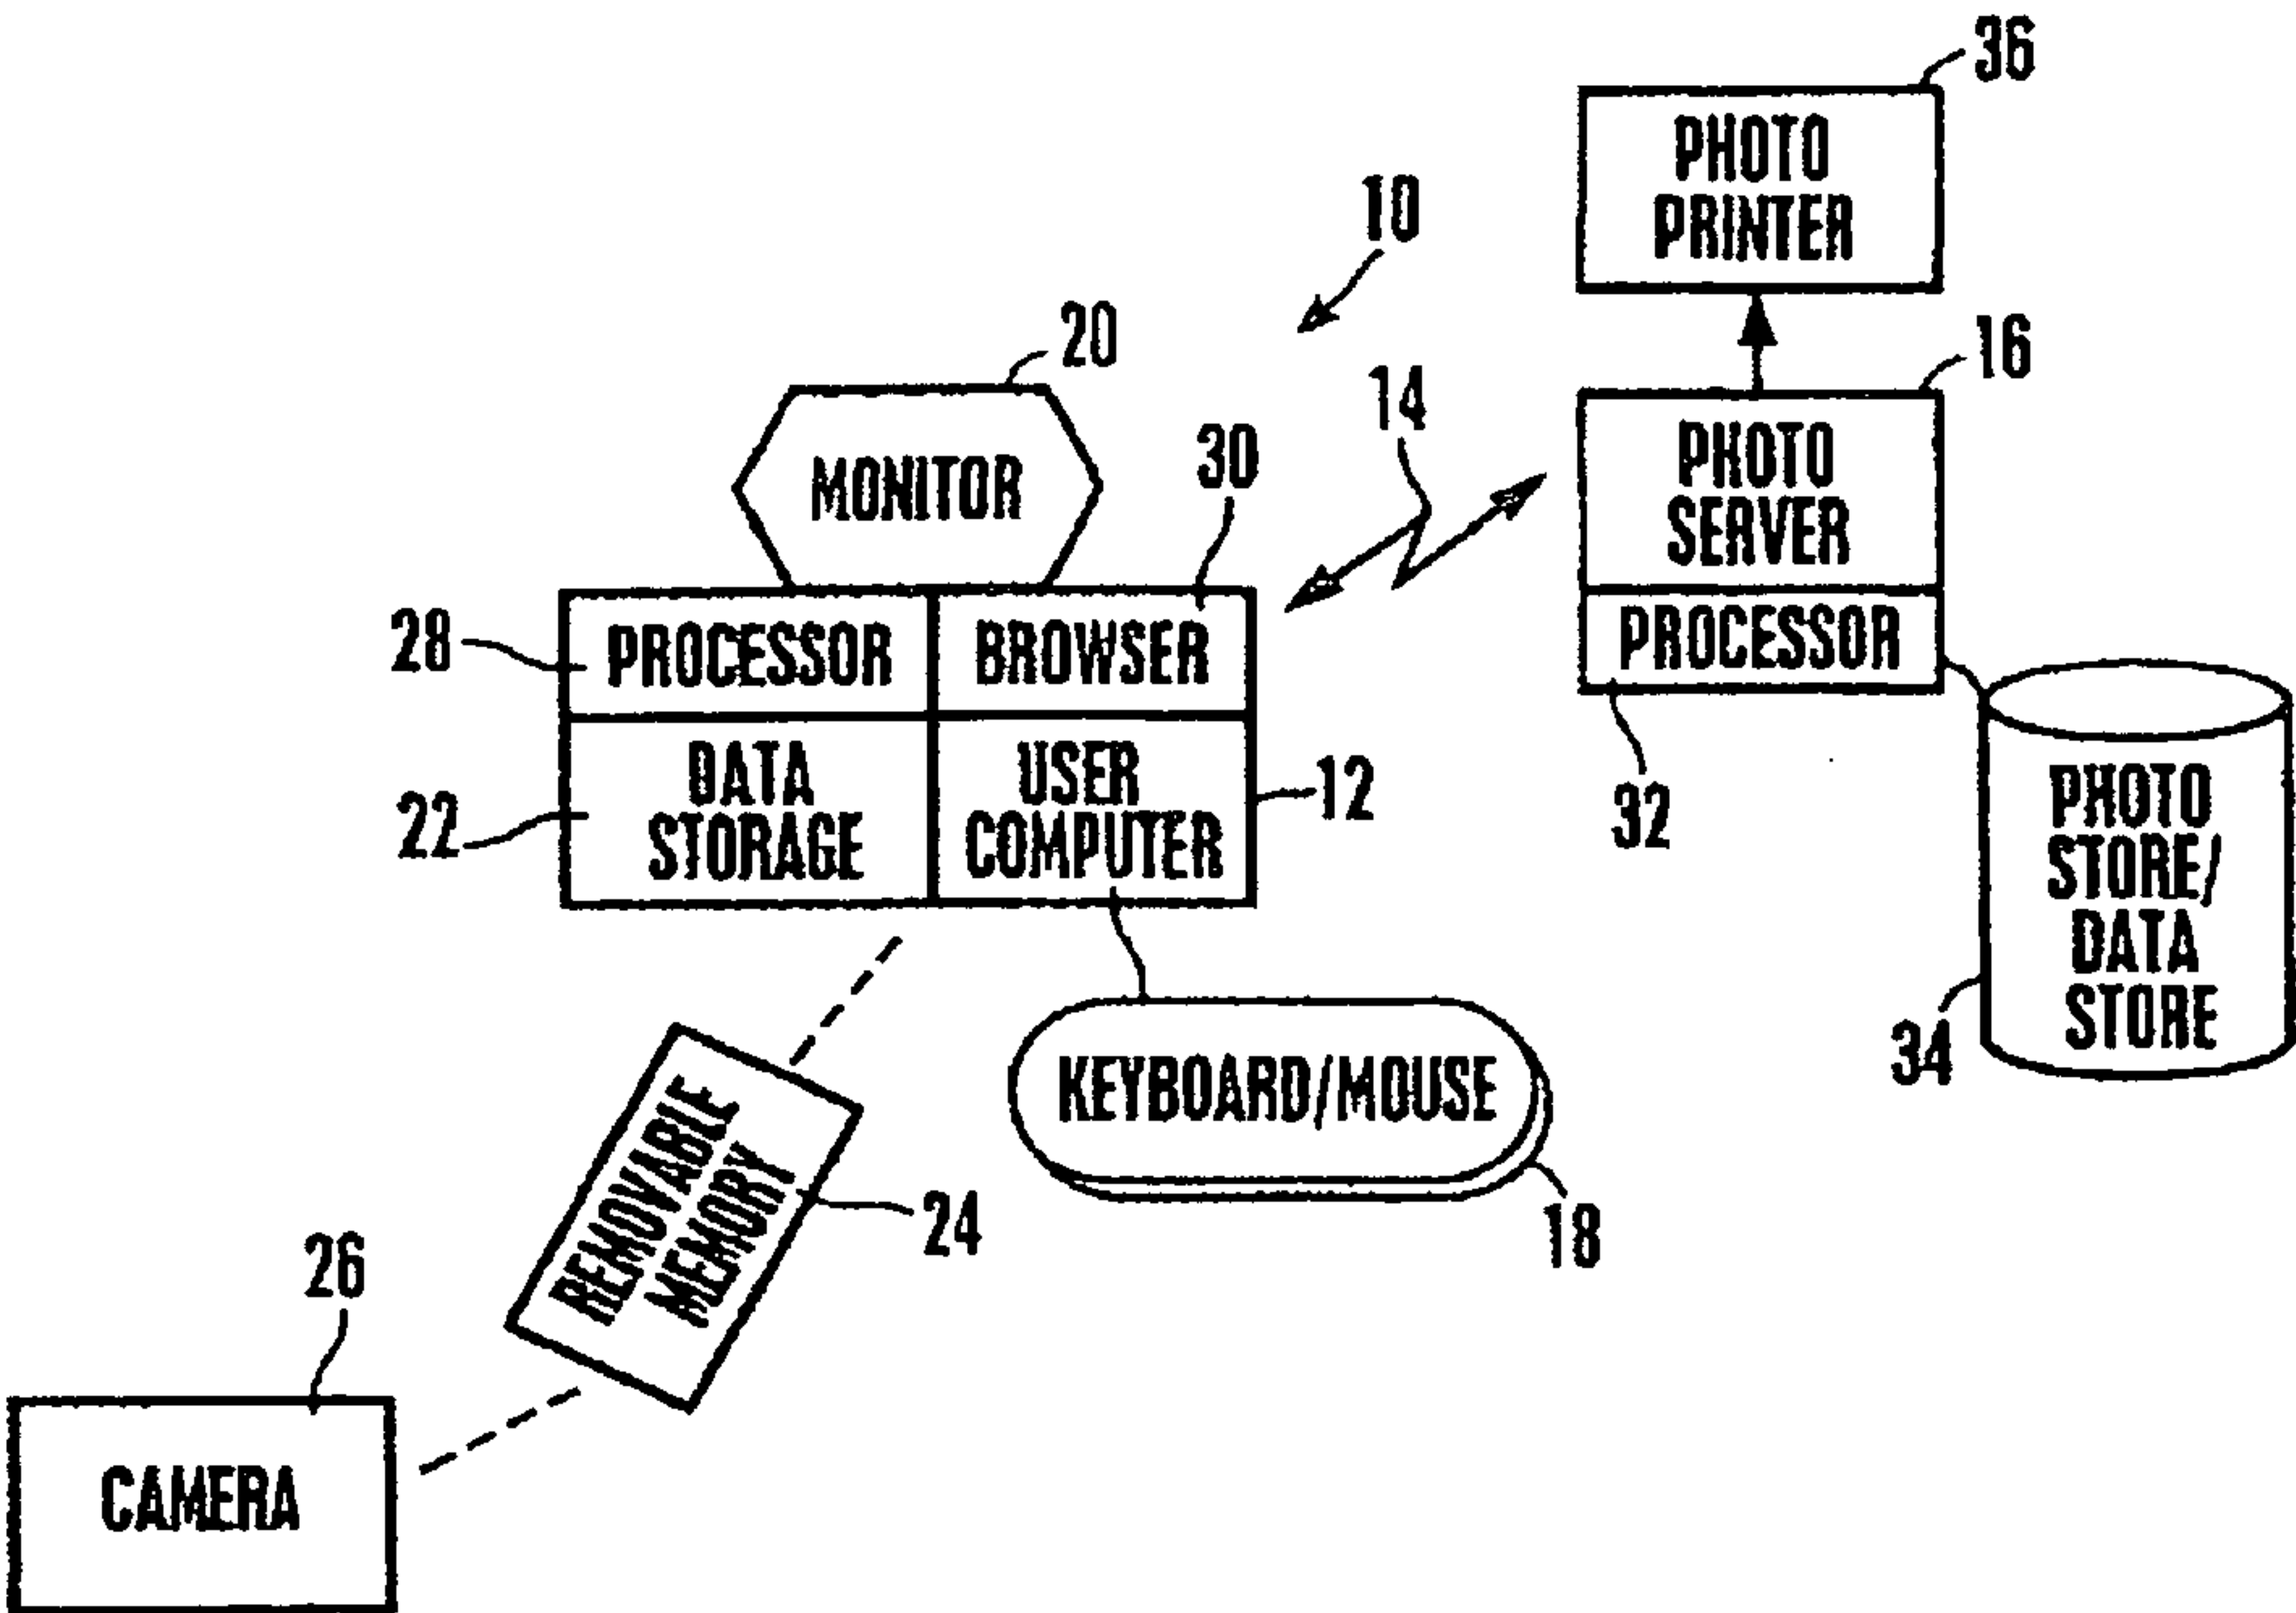 36
PHOTO
PRINTER
10
20
16
14
MONITOR
30
PHOTO
SERVER
28
PROCESSOR
BROWSER
PROCESSOR
22
DATA
STORAGE
USER
COMPUTER
12
32
PHOTO
STORE/
DATA
STORE
34
KEYBOARD/MOUSE
18
REMOVABLE
MEMORY
24
26
CAMERA